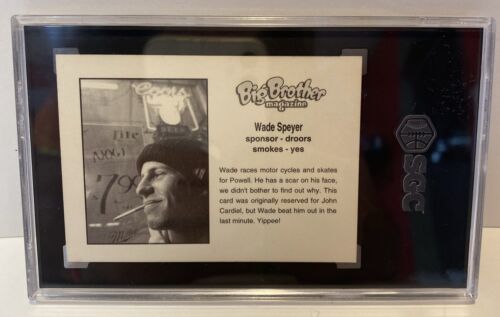 Big Brother
magazine
Wade Speyer
sponsor - droors
smokes - yes
Wade races motor cycles and skates
for Powell. He has a scar on his face,
we didn't bother to find out why. This
card was originally reserved for John
Cardiel, but Wade beat him out in the
last minute. Yippee!
Coors
lite
SGC